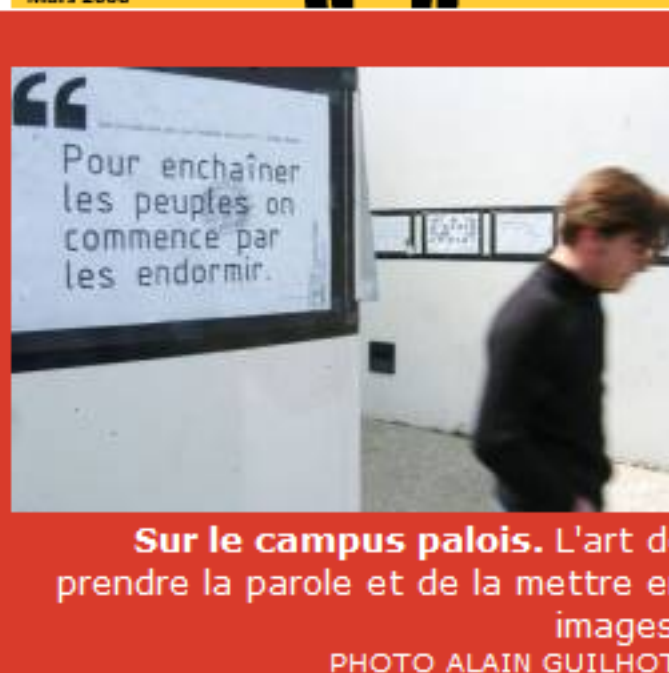 “
Pour enchaîner
les peuples on
commence par
les endormir.
Sur le campus palois. L'art d
prendre la parole et de la mettre e
images
PHOTO ALAIN GUILHOT